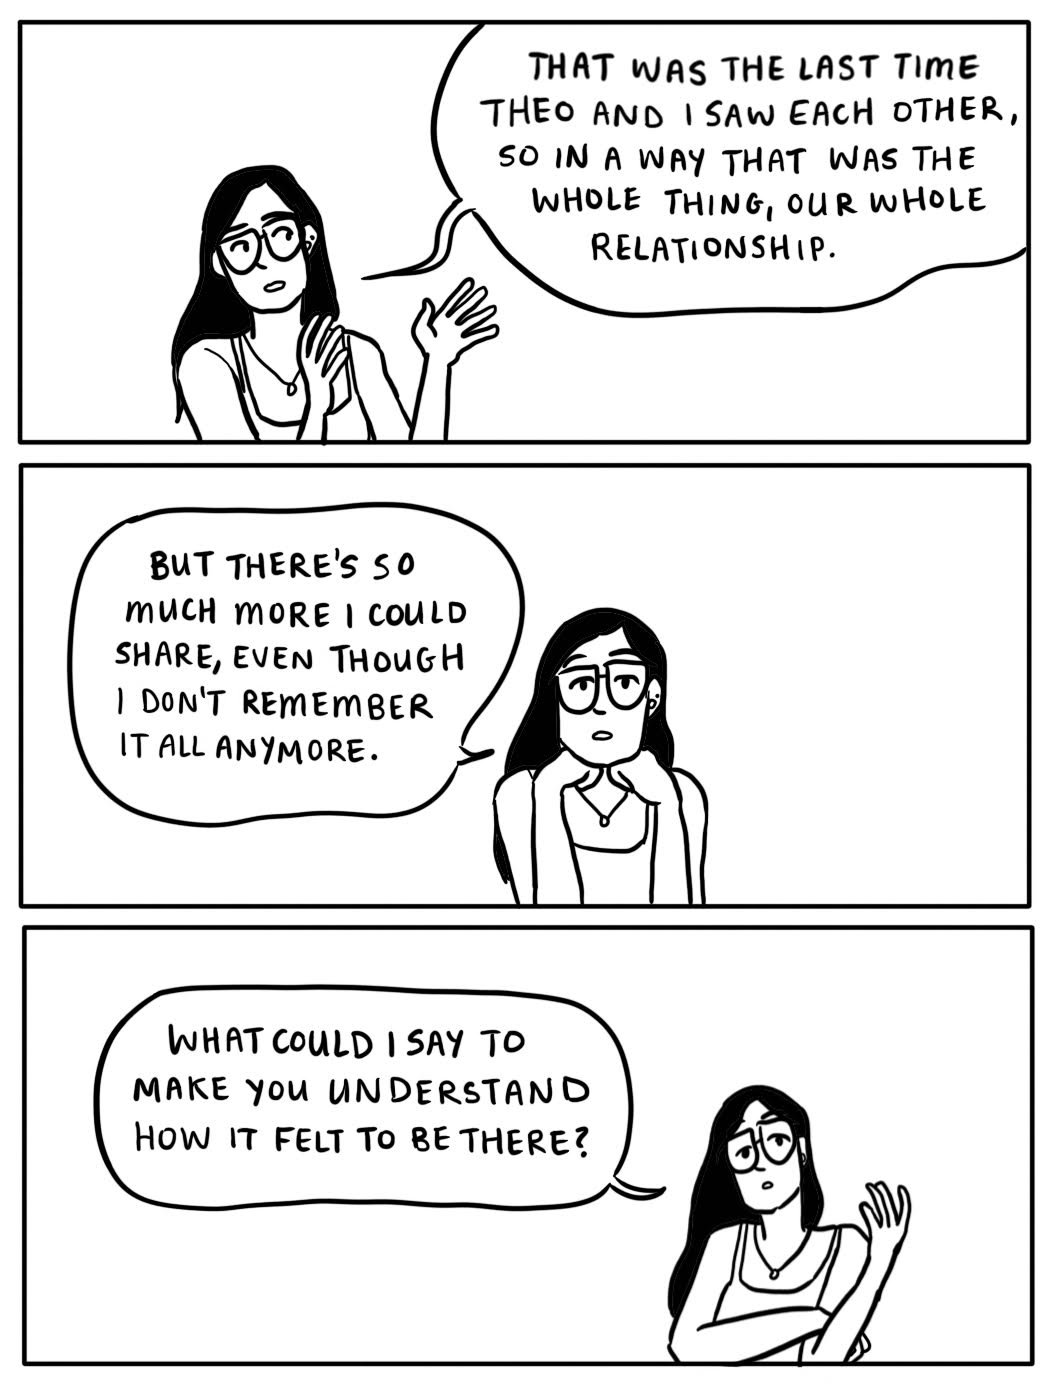 THAT WAS THE LAST TIME
THEO AND I SAW EACH OTHER,
SO IN A WAY THAT WAS THE
WHOLE THING, OUR WHOLE
RELATIONSHIP.
BUT THERE'S SO
MUCH MORE I COULD
SHARE, EVEN THOUGH
I DON'T REMEMBER
IT ALL ANYMORE.
WHAT COULD I SAY TO
MAKE YOU UNDERSTAND
HOW IT FELT TO BE THERE?